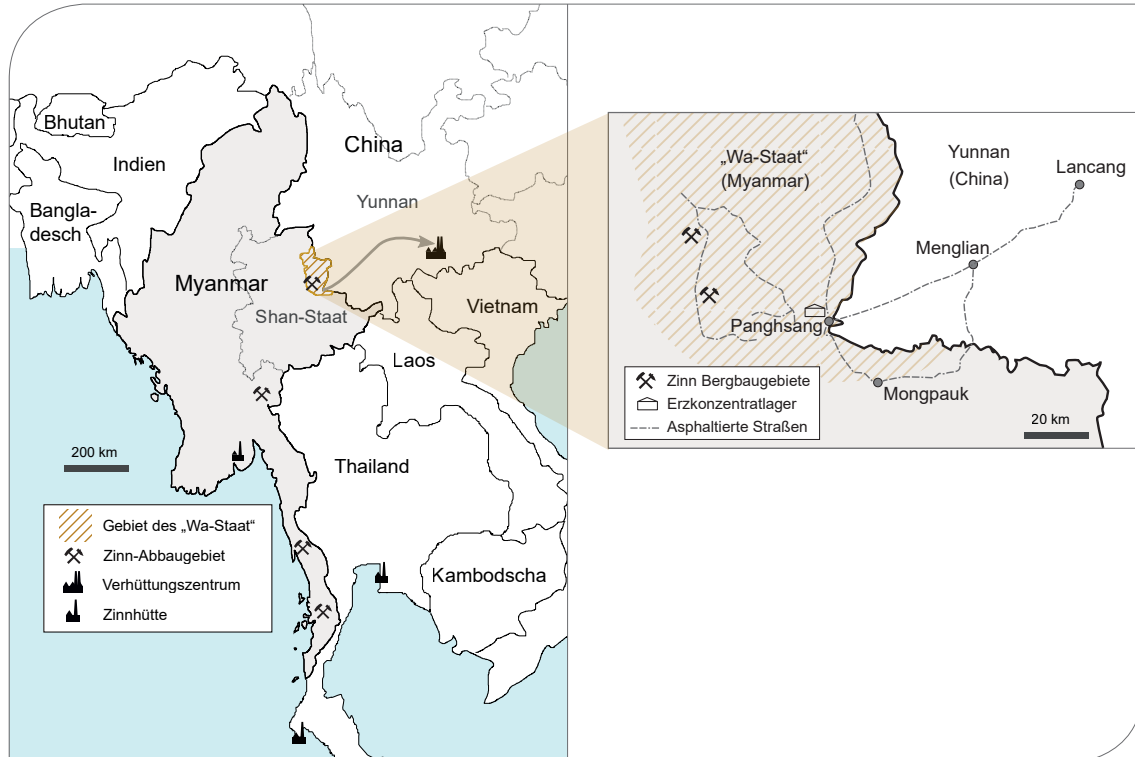 Bhutan
Indien
Bangla-
desch
China
Yunnan
Myanmar
Shan-Staat
Vietnam
Laos
Thailand
Kambodscha
200 km
Gebiet des „Wa-Staat“
Zinn-Abbaugebiet
Verhüttungszentrum
Zinnhütte
„Wa-Staat“
(Myanmar)
Yunnan
(China)
Lancang
Menglian
Panghsang
Mongpauk
Zinn Bergbaugebiete
Erzkonzentratlager
Asphaltierte Straßen
20 km